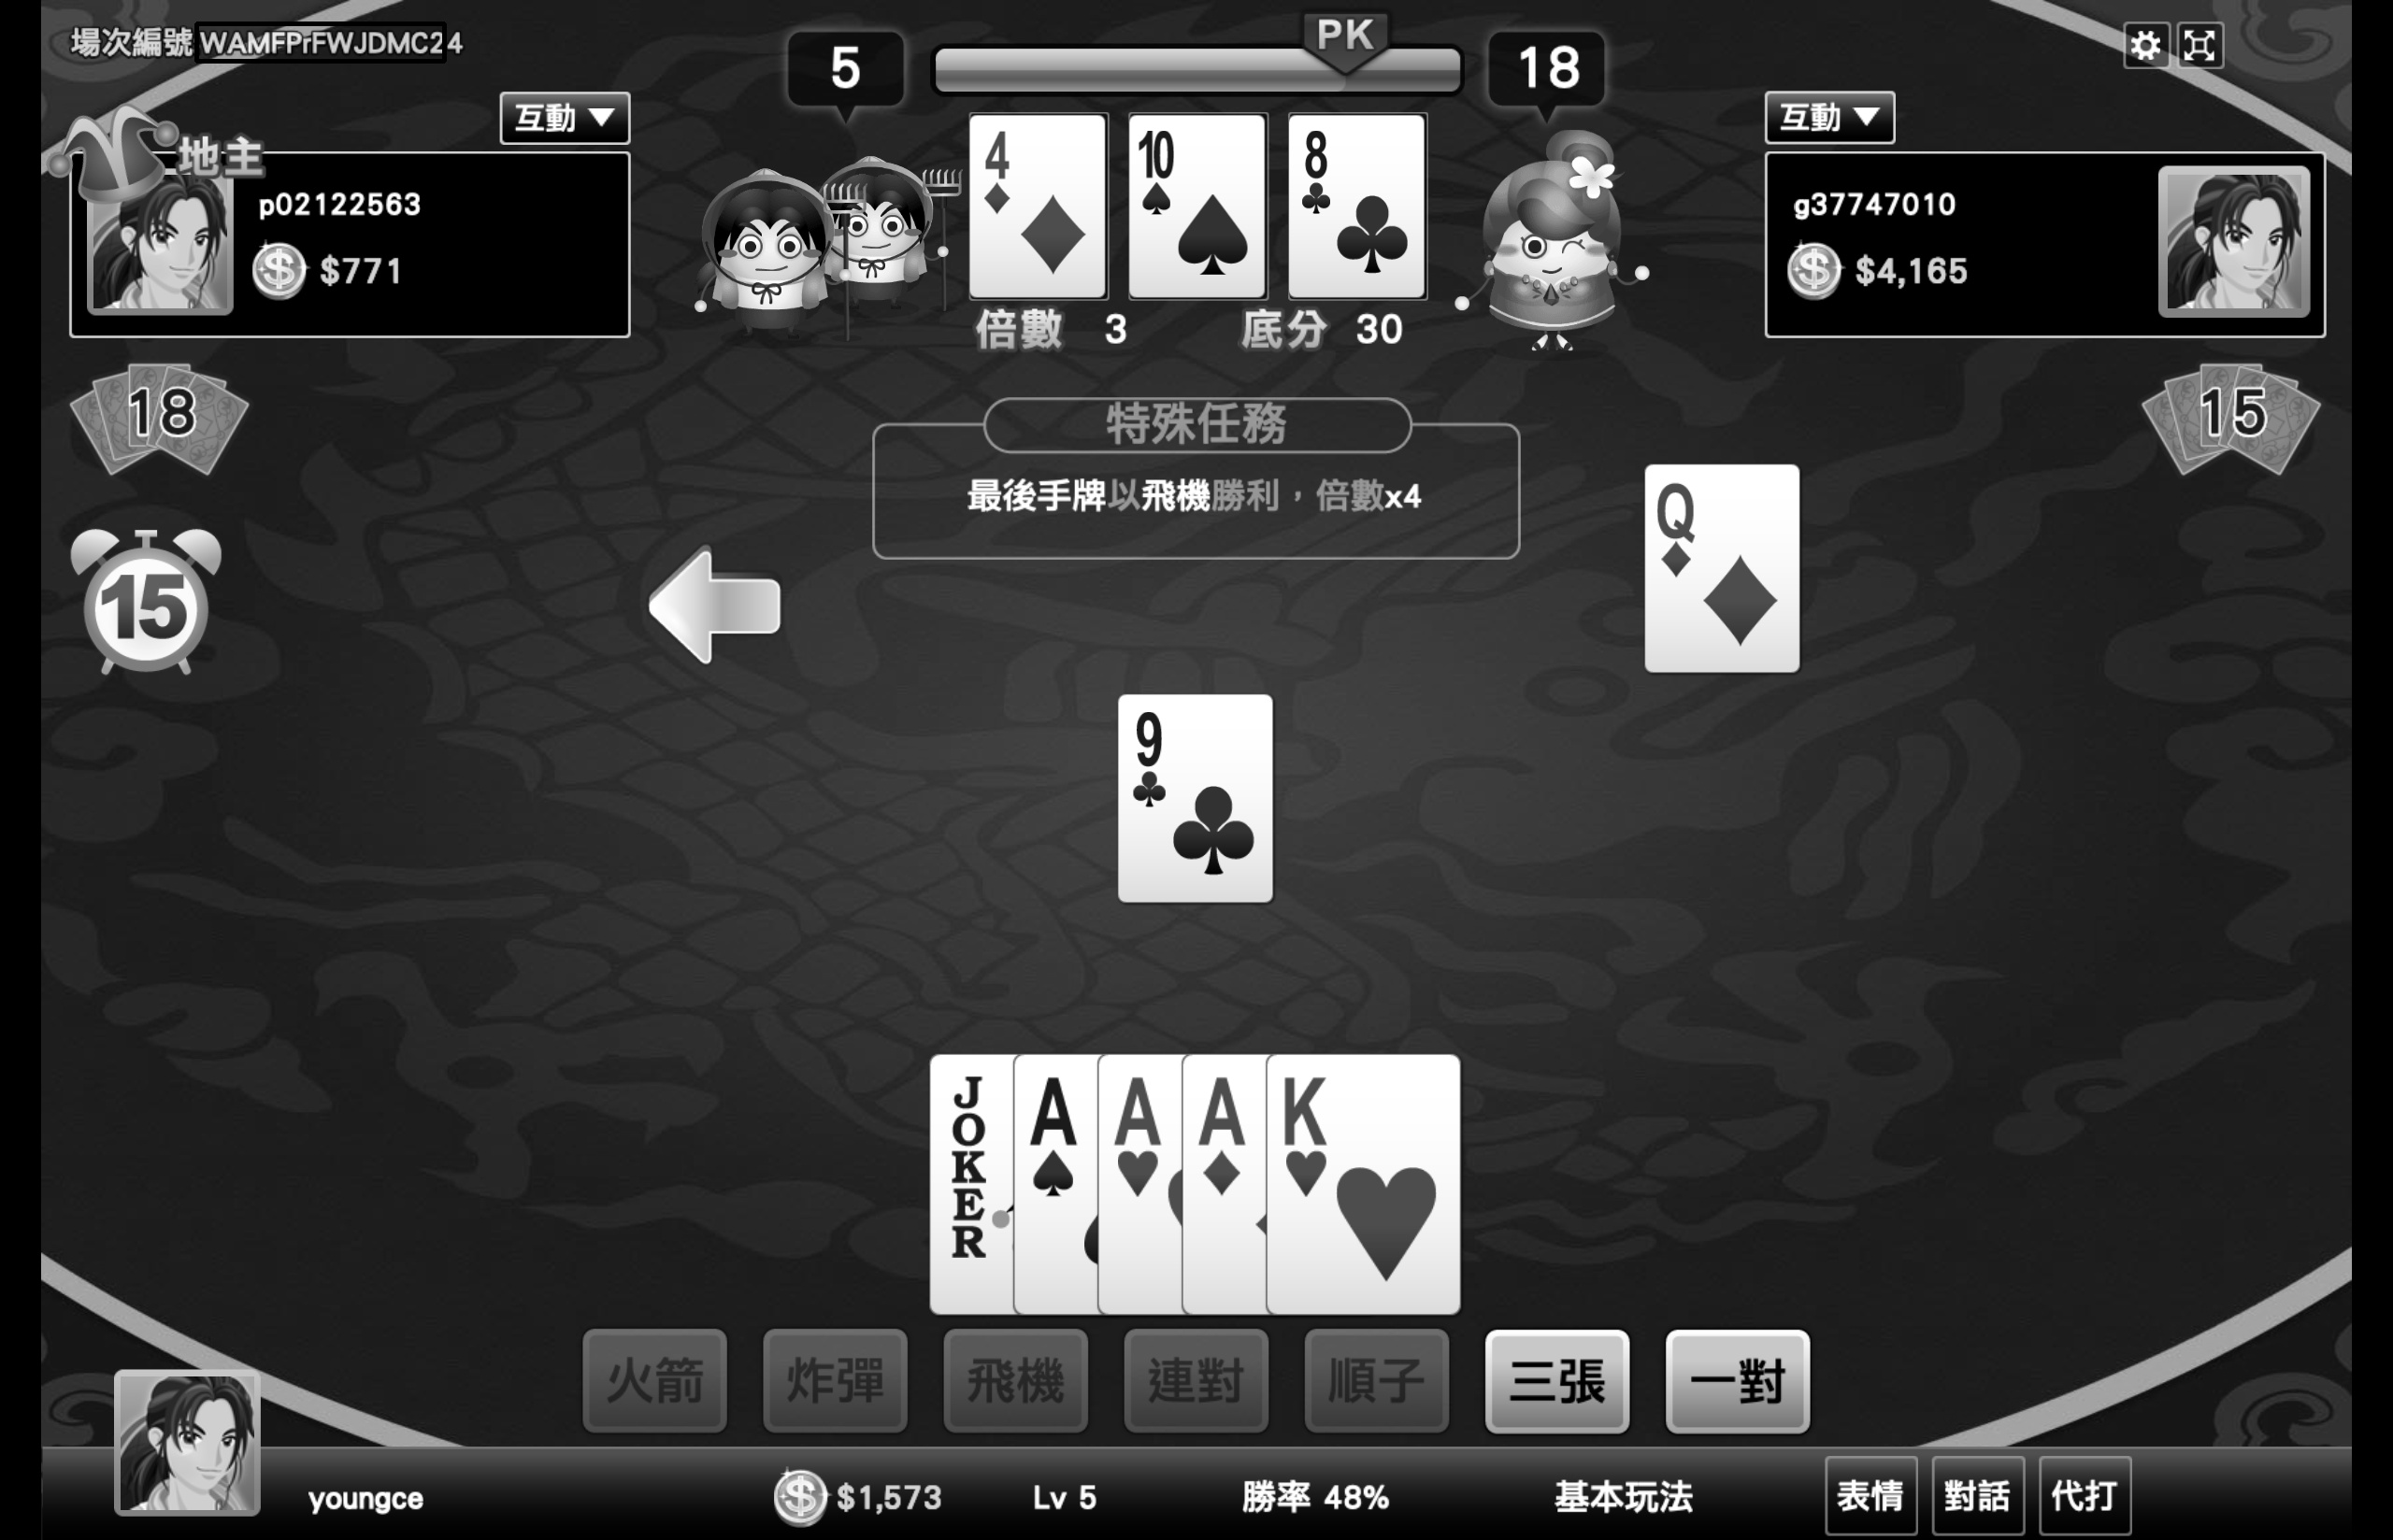 場次編號 WAMFPrFWJDMC24
5
PK
18
互動 ▼
互動 ▼
地主
p02122563
$771
4
10
8
g37747010
$4,165
倍數 3
底分 30
18
15
特殊任務
最後手牌以飛機勝利，倍數x4
15
Q
9
JOKER
A
A
A
K
火箭
炸彈
飛機
連對
順子
三張
一對
youngce
$1,573
Lv 5
勝率 48%
基本玩法
表情
對話
代打